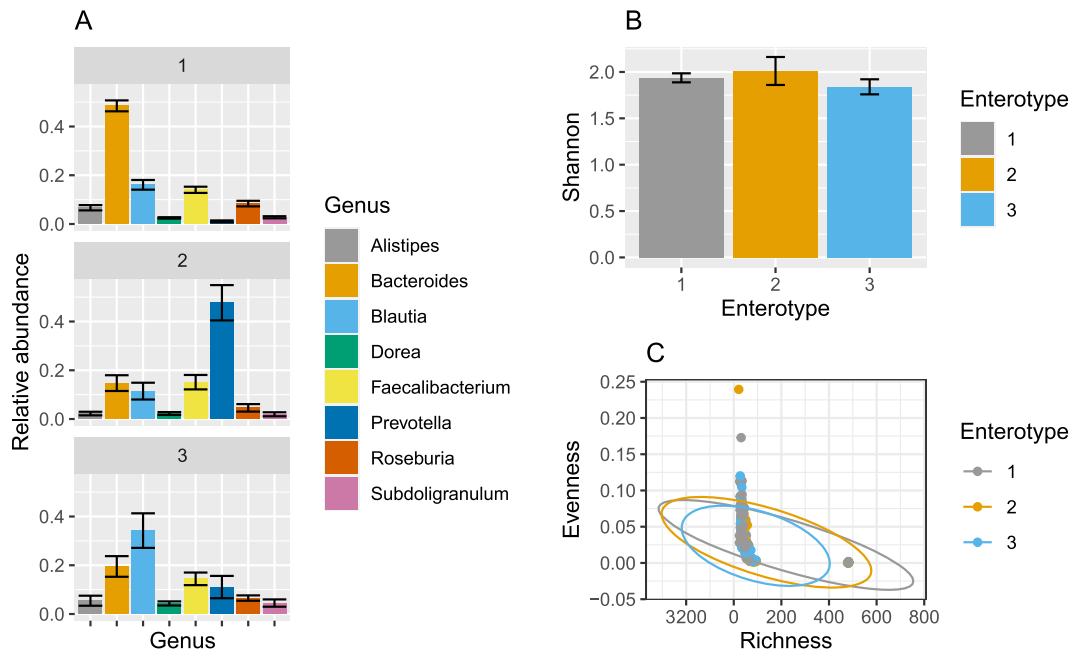 A
1
0.4
0.2
0.0
2
0.4
0.2
0.0
3
0.4
0.2
0.0
Relative abundance
Genus
Genus
Alistipes
Bacteroides
Blautia
Dorea
Faecalibacterium
Prevotella
Roseburia
Subdoligranulum
B
2.0
1.5
1.0
0.5
0.0
Shannon
1 2 3
Enterotype
Enterotype
1
2
3
C
0.25
0.20
0.15
0.10
0.05
0.00
−0.05
Evenness
3200 0 200 400 600 800
Richness
Enterotype
1
2
3